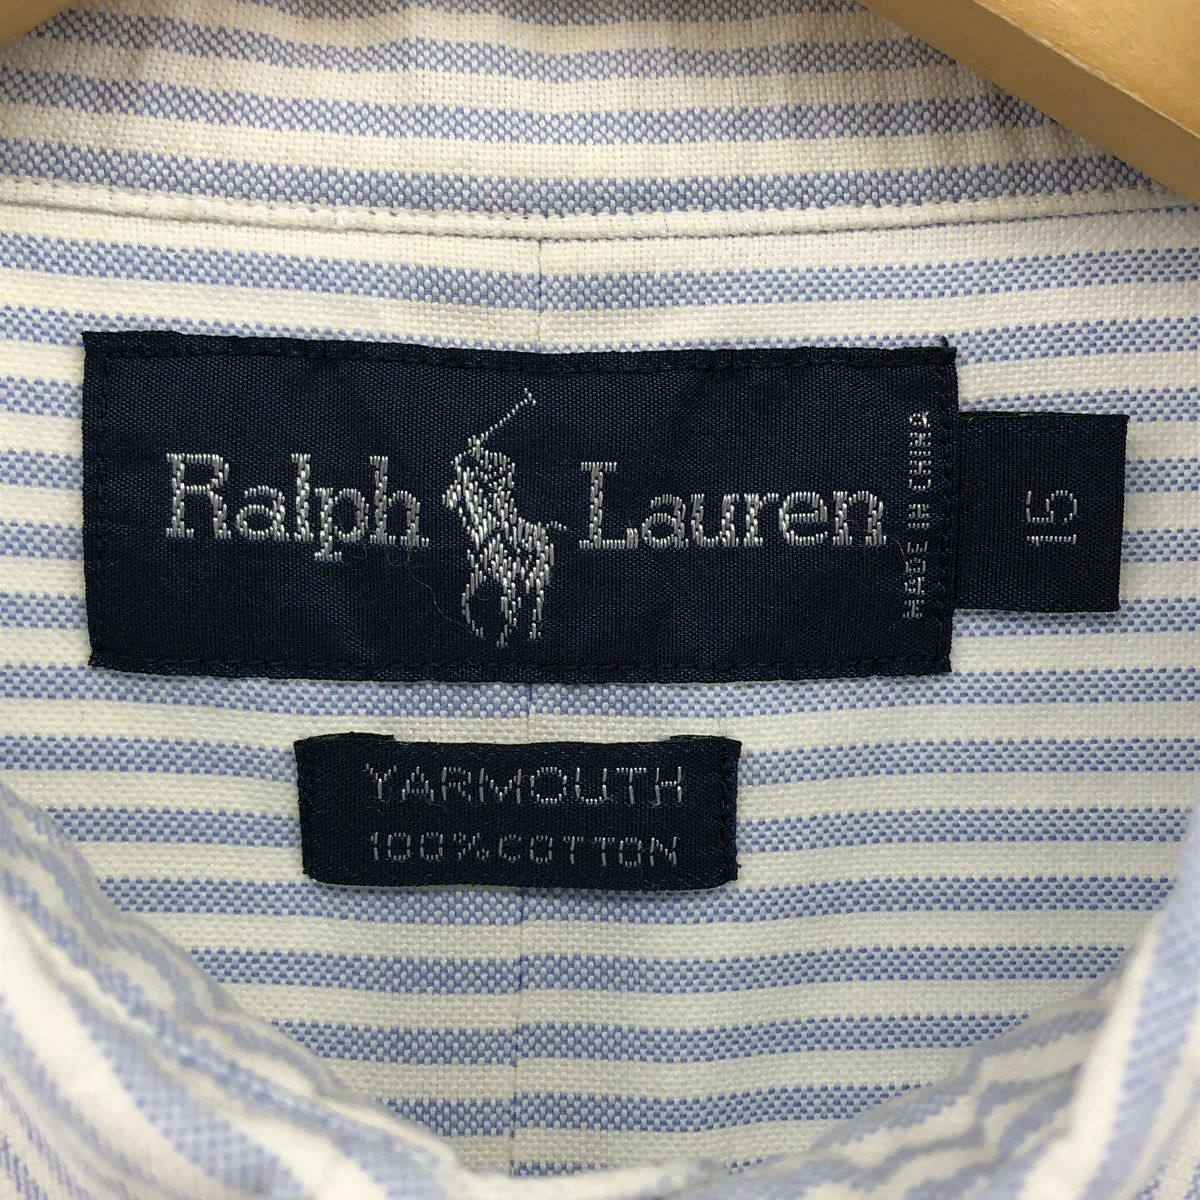 Ralph Lauren
MADE IN CHINA
15
YARMOUTH
100% COTTON